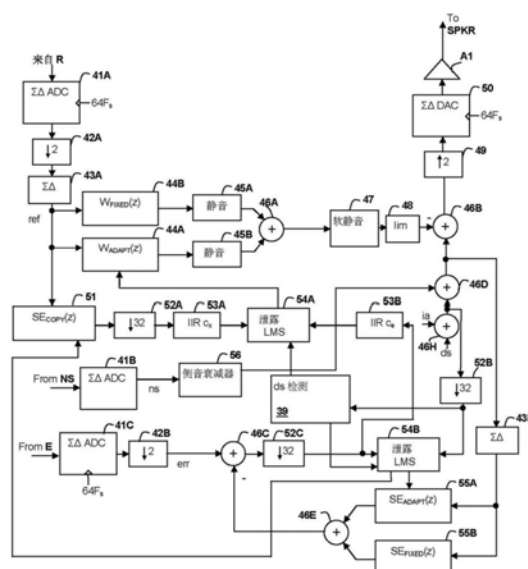 To
SPKR
A1
来自 R
41A
ΣΔ ADC
64Fs
50
ΣΔ DAC
64Fs
42A
↓2
49
↑2
43A
ΣΔ
ref
44B
WFIXED(z)
45A
静音
46A
+
47
软静音
48
lim
-
46B
+
44A
WADAPT(z)
45B
静音
51
SECOPY(z)
52A
↓32
53A
IIR cx
54A
泄露
LMS
53B
IIR ce
46D
+
ia
+
46H
ds
41B
From NS
ΣΔ ADC
ns
56
侧音衰减器
ds 检测
39
52B
↓32
41C
From E
ΣΔ ADC
64Fs
42B
↓2
err
46C
+
-
52C
↓32
54B
泄露
LMS
ΣΔ
55A
SEADAPT(z)
46E
+
55B
SEFIXED(z)